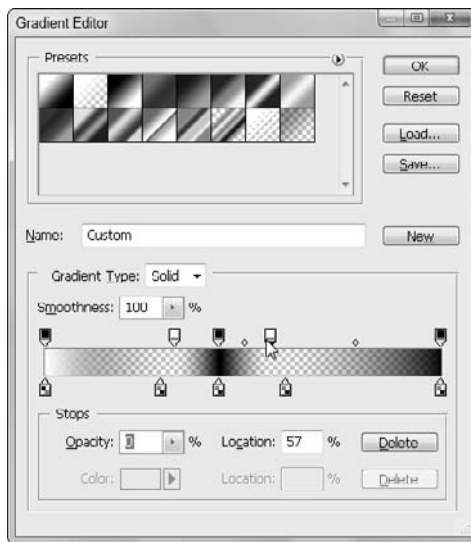 Gradient Editor
Presets
OK
Reset
Load...
Save...
Name: Custom
New
Gradient Type: Solid
Smoothness: 100 %
Stops
Opacity: 0 % Location: 57 % Delete
Color: Location: % Delete